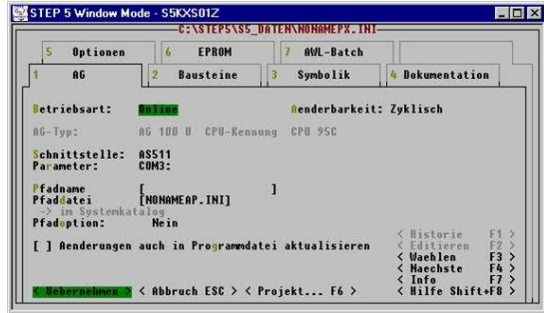 STEP 5 Window Mode - S5KXS01Z
C:\STEP5\S5_DATEN\NONAMEPX.INI
5 Optionen 6 EPROM 7 AWL-Batch
1 AG 2 Bausteine 3 Symbolik 4 Dokumentation
Betriebsart: Online Aenderbarkeit: Zyklisch
AG-Typ: AG 100 U CPU-Kennung CPU 95C
Schnittstelle: AS511
Parameter: COM3:
Pfadname [ ]
Pfaddatei [NONAMEAP.INI]
-> im Systemkatalog
Pfadoption: Nein
[ ] Aenderungen auch in Programmdatei aktualisieren
< Historie F1 >
< Editieren F2 >
< Waehlen F3 >
< Naechste F4 >
< Info F7 >
< Uebernehmen > < Abbruch ESC > < Projekt... F6 > < Hilfe Shift+F8 >